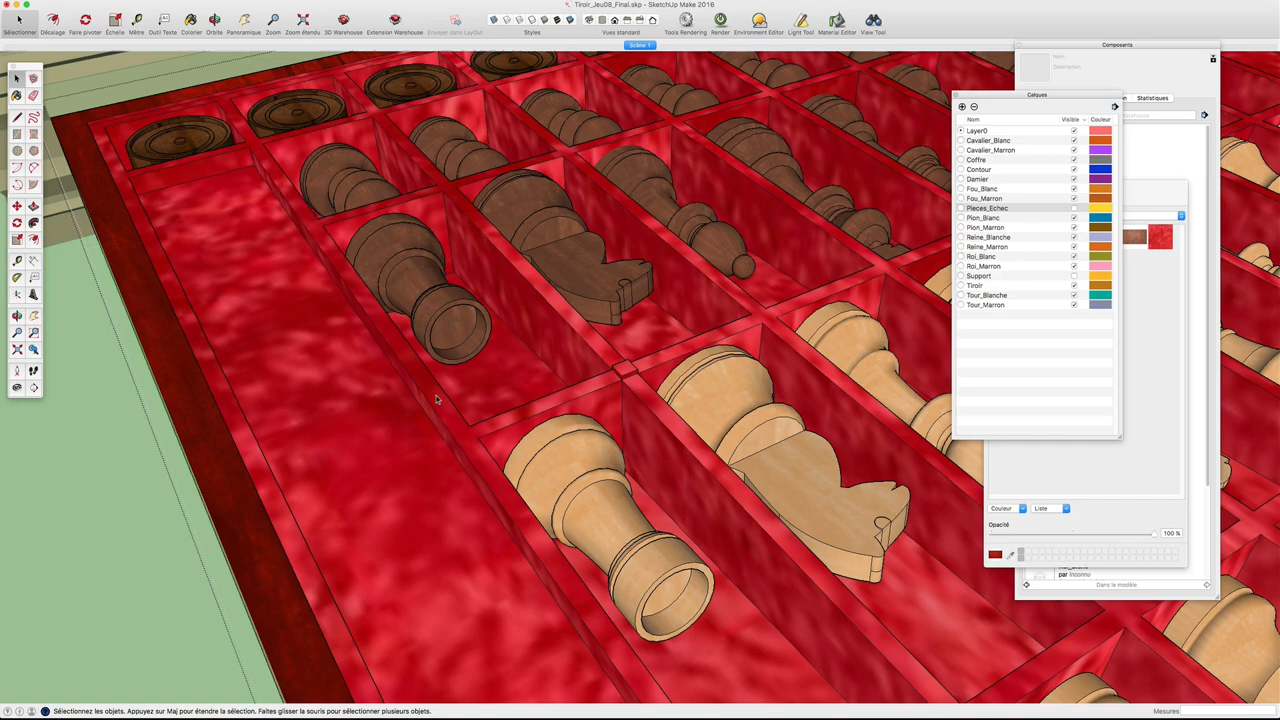 Tiroir_Jeu08_Final.skp - SketchUp Make 2016
Sélectionner Décalage Faire pivoter Échelle Mètre Outil Texte Colorier Orbite Panoramique Zoom Zoom étendu 3D Warehouse Extension Warehouse Envoyer dans LayOut Styles Vues standard Tools Rendering Render Environment Editor Light Tool Material Editor View Tool
Scène 1
Composants
Nom
Description
Statistiques
Calques
Nom Visible Couleur
Layer0
Cavalier_Blanc
Cavalier_Marron
Coffre
Contour
Damier
Fou_Blanc
Fou_Marron
Pieces_Echec
Pion_Blanc
Pion_Marron
Reine_Blanche
Reine_Marron
Roi_Blanc
Roi_Marron
Support
Tiroir
Tour_Blanche
Tour_Marron
Couleur Liste
Opacité
100 %
par Inconnu
Dans le modèle
Sélectionnez les objets. Appuyez sur Maj pour étendre la sélection. Faites glisser la souris pour sélectionner plusieurs objets.
Mesures